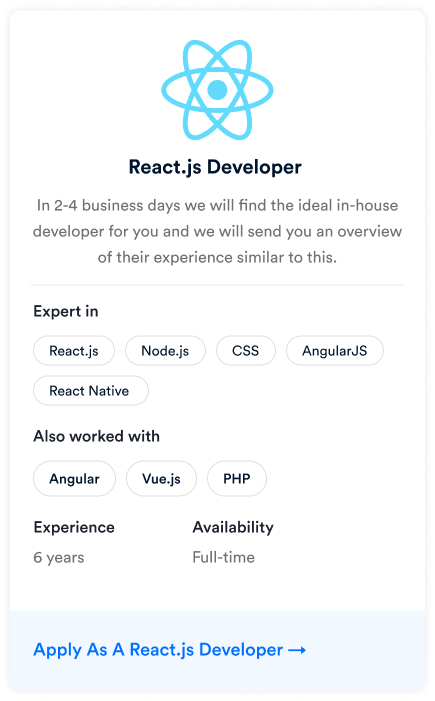 React.js Developer
In 2-4 business days we will find the ideal in-house
developer for you and we will send you an overview
of their experience similar to this.
Expert in
React.js Node.js CSS AngularJS
React Native
Also worked with
Angular Vue.js PHP
Experience Availability
6 years Full-time
Apply As A React.js Developer →